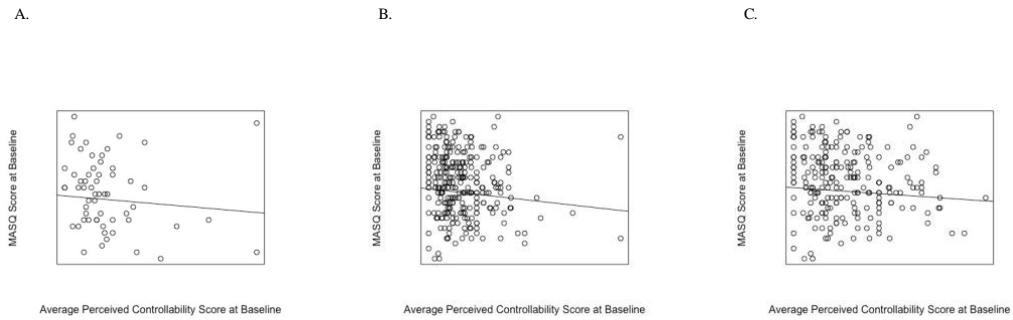 A.
B.
C.
MASQ Score at Baseline
MASQ Score at Baseline
MASQ Score at Baseline
Average Perceived Controllability Score at Baseline
Average Perceived Controllability Score at Baseline
Average Perceived Controllability Score at Baseline